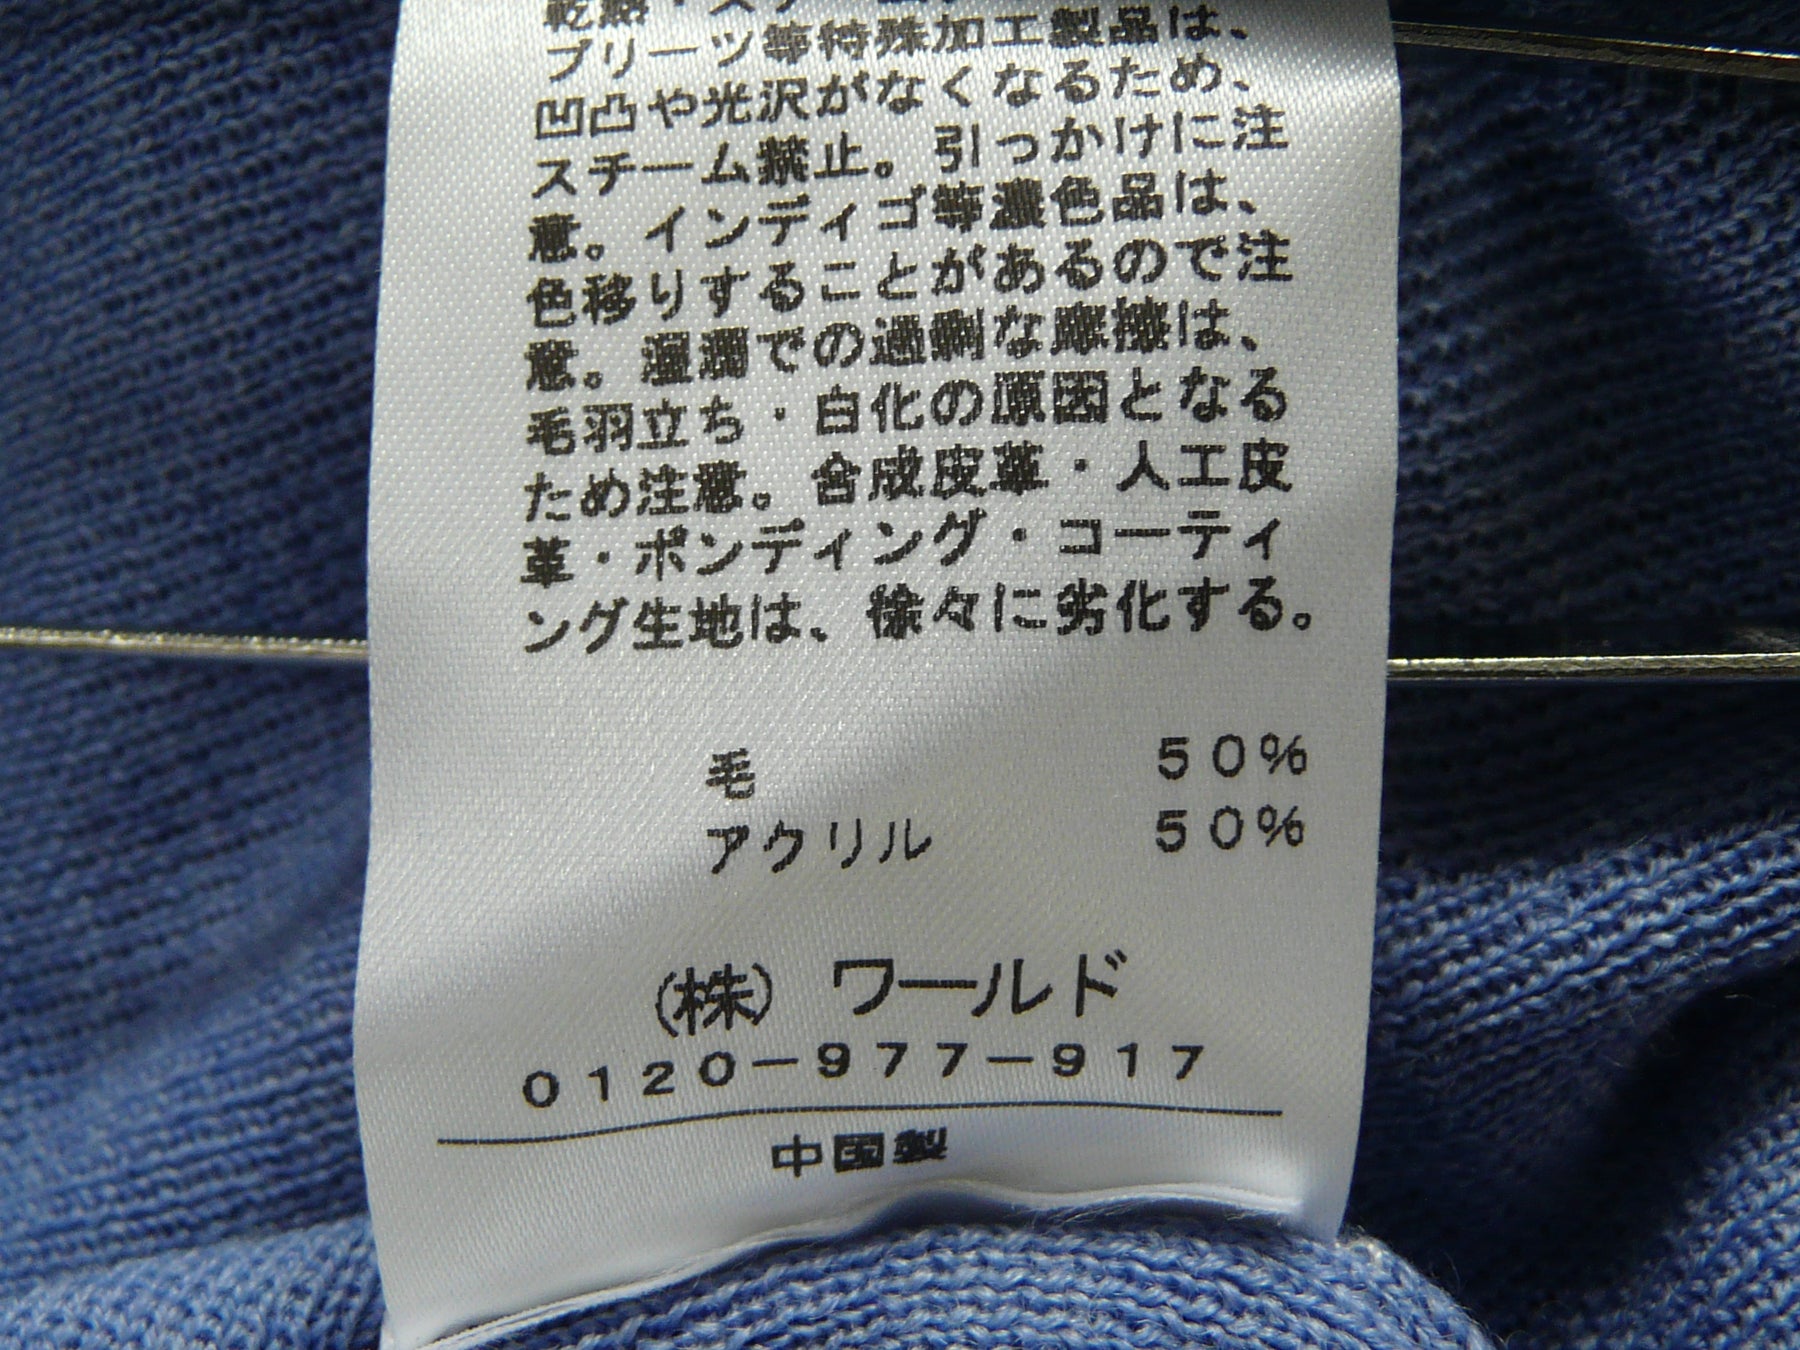 プリーツ等特殊加工製品は、
凹凸や光沢がなくなるため、
スチーム禁止。引っかけに注
意。インディゴ等濃色品は、
色移りすることがあるので注
意。湿潤での過剰な摩擦は、
毛羽立ち・白化の原因となる
ため注意。合成皮革・人工皮
革・ボンディング・コーティ
ング生地は、徐々に劣化する。
毛 50%
アクリル 50%
(株) ワールド
0120-977-917
中国製